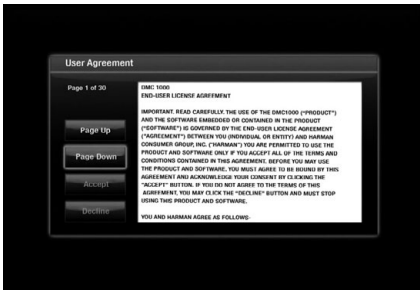 User Agreement
Page 1 of 30
Page Up
Page Down
Accept
Decline
DMC 1000
END-USER LICENSE AGREEMENT
IMPORTANT, READ CAREFULLY, THE USE OF THE DMC1000 ("PRODUCT")
AND THE SOFTWARE EMBEDDED OR CONTAINED IN THE PRODUCT
("SOFTWARE") IS GOVERNED BY THE END-USER LICENSE AGREEMENT
("AGREEMENT") BETWEEN YOU (INDIVIDUAL OR ENTITY) AND HARMAN
CONSUMER GROUP, INC. ("HARMAN") YOU ARE PERMITTED TO USE THE
PRODUCT AND SOFTWARE ONLY IF YOU ACCEPT ALL OF THE TERMS AND
CONDITIONS CONTAINED IN THIS AGREEMENT. BEFORE YOU MAY USE
THE PRODUCT AND SOFTWARE, YOU MUST AGREE TO BE BOUND BY THIS
AGREEMENT AND ACKNOWLEDGE YOUR CONSENT BY CLICKING THE
"ACCEPT" BUTTON. IF YOU DO NOT AGREE TO THE TERMS OF THIS
AGREEMENT, YOU MAY CLICK THE "DECLINE" BUTTON AND MUST STOP
USING THIS PRODUCT AND SOFTWARE.
YOU AND HARMAN AGREE AS FOLLOWS: